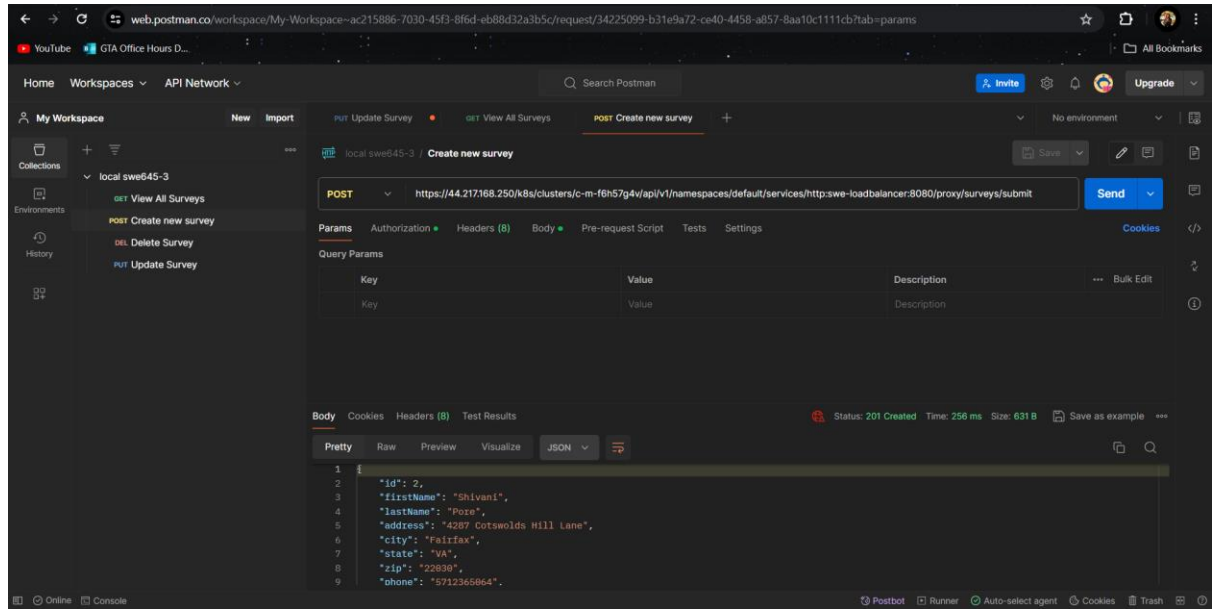 web.postman.co/workspace/My-Workspace~ac215886-7030-45f3-8f6d-eb88d32a3b5c/request/34225099-b31e9a72-ce40-4458-a857-8aa10c1111cb?tab=params
YouTube GTA Office Hours D... All Bookmarks
Home Workspaces API Network Search Postman Invite Upgrade
My Workspace New Import PUT Update Survey GET View All Surveys POST Create new survey No environment
Collections local swe645-3 / Create new survey Save
local swe645-3
GET View All Surveys POST https://44.217.168.250/k8s/clusters/c-m-f6h57g4v/api/v1/namespaces/default/services/http:swe-loadbalancer:8080/proxy/surveys/submit Send
Environments
POST Create new survey
Params Authorization Headers (8) Body Pre-request Script Tests Settings Cookies
DEL Delete Survey
History
Query Params
PUT Update Survey
Key Value Description Bulk Edit
Key Value Description
Body Cookies Headers (8) Test Results Status: 201 Created Time: 256 ms Size: 631 B Save as example
Pretty Raw Preview Visualize JSON
1 {
2 "id": 2,
3 "firstName": "Shivani",
4 "lastName": "Pore",
5 "address": "4287 Cotswolds Hill Lane",
6 "city": "Fairfax",
7 "state": "VA",
8 "zip": "22030",
9 "phone": "5712365064",
Online Console Postbot Runner Auto-select agent Cookies Trash